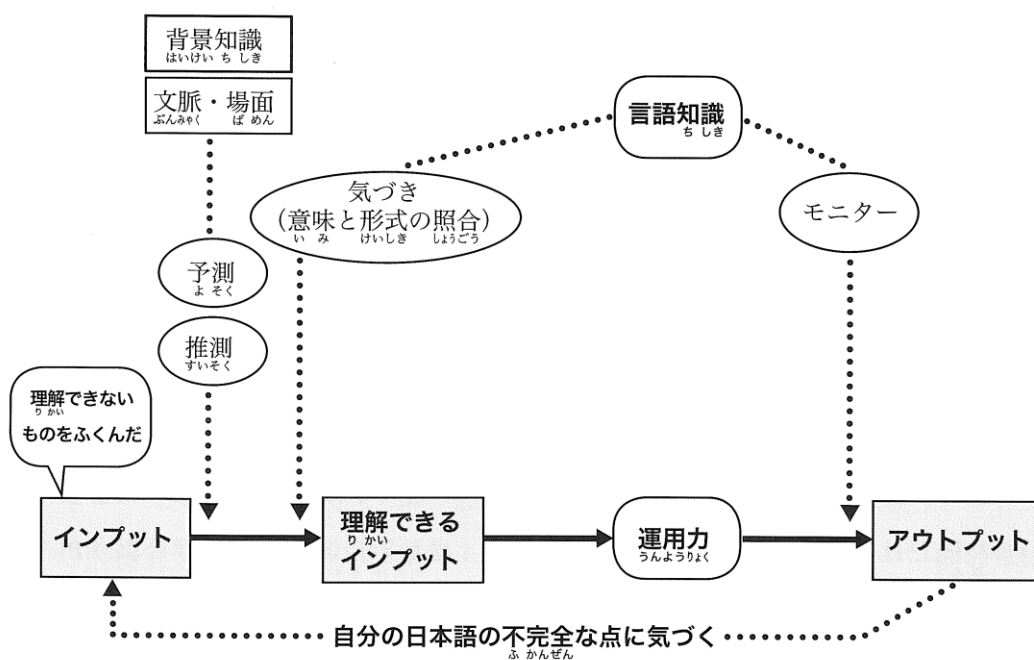 背景知識
はいけい ち しき
文脈・場面
ぶんみゃく ば めん
言語知識
ち しき
気づき
(意味と形式の照合)
い み けいしき しょうごう
モニター
予測
よ そく
推測
すいそく
理解できない
り かい
ものをふくんだ
インプット
理解できる
り かい
インプット
運用力
うんようりょく
アウトプット
自分の日本語の不完全な点に気づく
ふ かんぜん